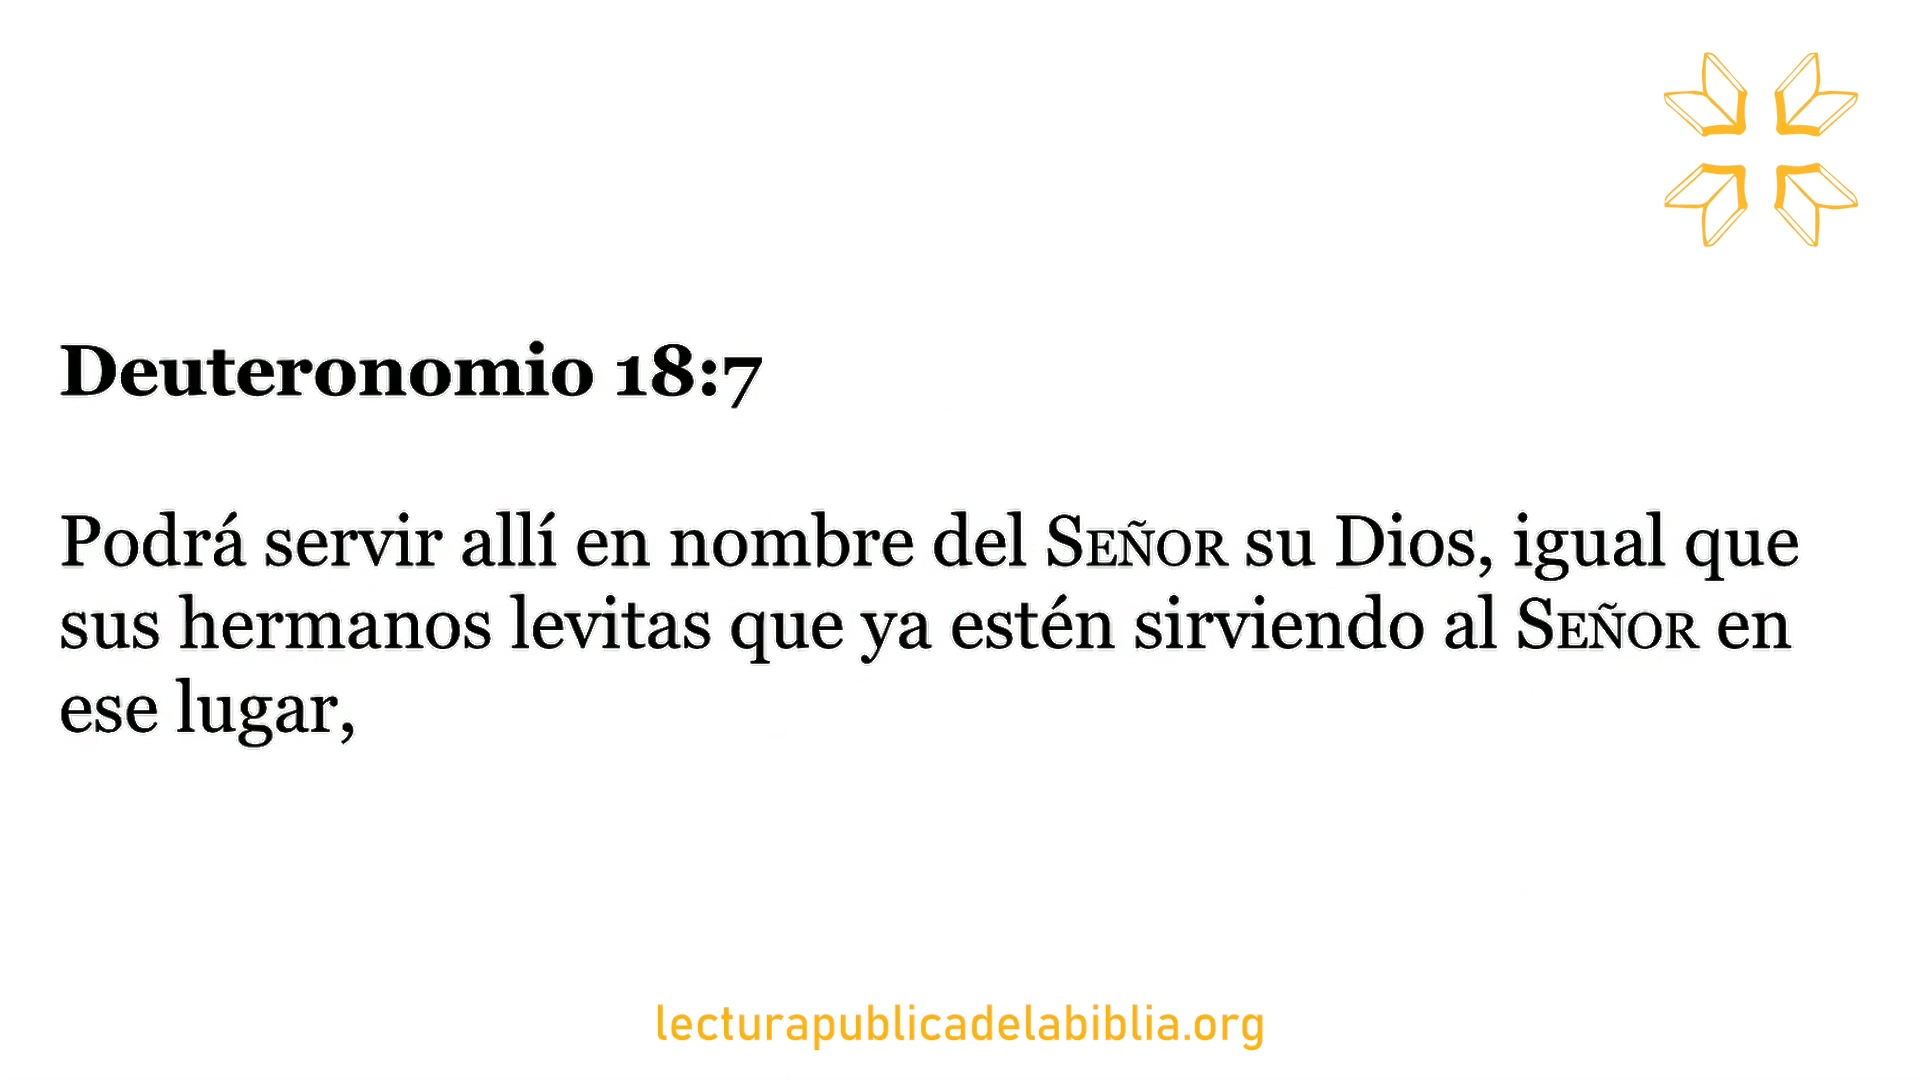 Deuteronomio 18:7
Podrá servir allí en nombre del SEÑOR su Dios, igual que
sus hermanos levitas que ya estén sirviendo al SEÑOR en
ese lugar,
lecturapublicadelabiblia.org